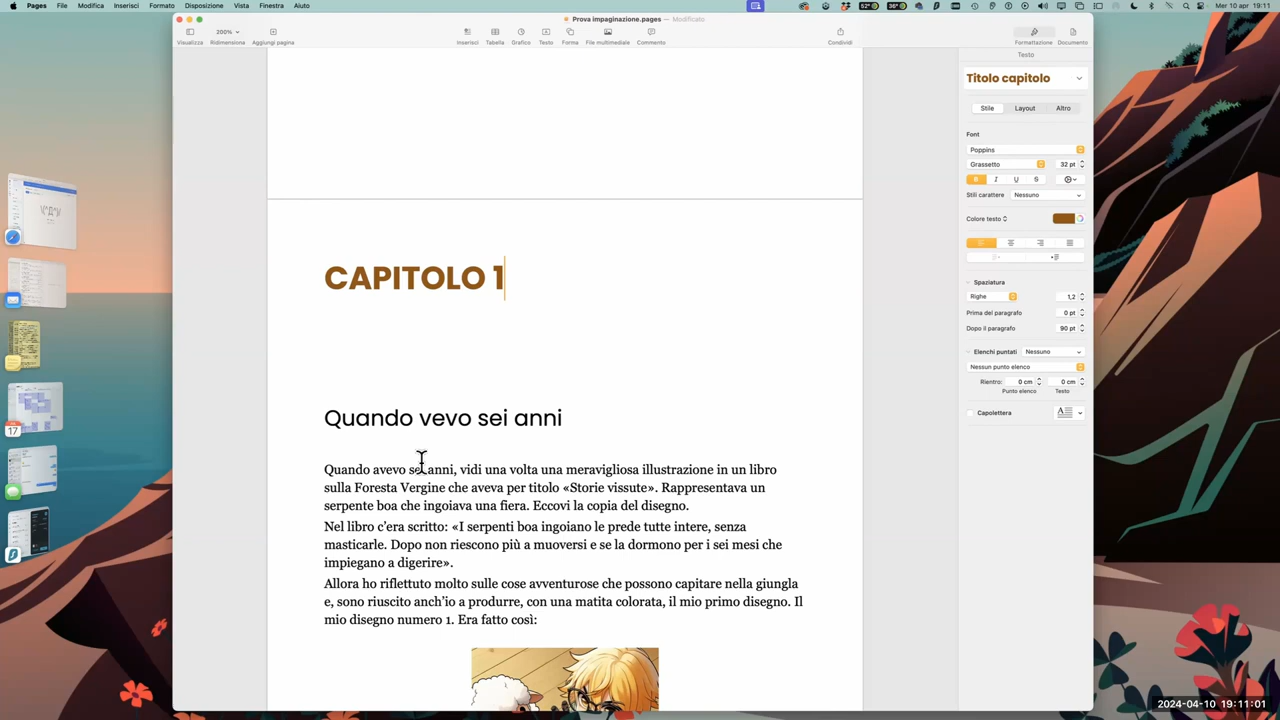 Pages File Modifica Inserisci Formato Disposizione Vista Finestra Aiuto
52° 36° Mer 10 apr 19:11
Prova impaginazione.pages — Modificato
200%
Visualizza Ridimensiona Aggiungi pagina Inserisci Tabella Grafico Testo Forma File multimediale Commento Condividi Formattazione Documento
Testo
Titolo capitolo
Stile Layout Altro
Font
Poppins
Grassetto 32 pt
B I U S
Stili carattere Nessuno
Colore testo
Spaziatura
Righe 1,2
Prima del paragrafo 0 pt
Dopo il paragrafo 90 pt
Elenchi puntati Nessuno
Nessun punto elenco
Rientro: 0 cm 0 cm
Punto elenco Testo
Capolettera
CAPITOLO 1
Quando vevo sei anni
Quando avevo sei anni, vidi una volta una meravigliosa illustrazione in un libro
sulla Foresta Vergine che aveva per titolo «Storie vissute». Rappresentava un
serpente boa che ingoiava una fiera. Eccovi la copia del disegno.
Nel libro c’era scritto: «I serpenti boa ingoiano le prede tutte intere, senza
masticarle. Dopo non riescono più a muoversi e se la dormono per i sei mesi che
impiegano a digerire».
Allora ho riflettuto molto sulle cose avventurose che possono capitare nella giungla
e, sono riuscito anch’io a produrre, con una matita colorata, il mio primo disegno. Il
mio disegno numero 1. Era fatto così:
17
2024-04-10 19:11:01